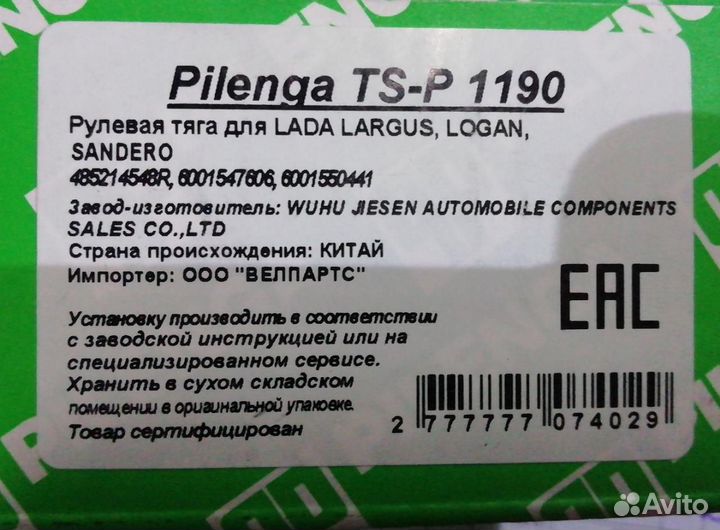 Pilenga TS-P 1190
Рулевая тяга для LADA LARGUS, LOGAN,
SANDERO
485214548R, 6001547606, 6001550441
Завод-изготовитель: WUHU JIESEN AUTOMOBILE COMPONENTS
SALES CO.,LTD
Страна происхождения: КИТАЙ
Импортер: ООО "ВЕЛПАРТС"
EAC
Установку производить в соответствии
с заводской инструкцией или на
специализированном сервисе.
Хранить в сухом складском
помещении в оригинальной упаковке.
Товар сертифицирован
2 777777 074029
Avito